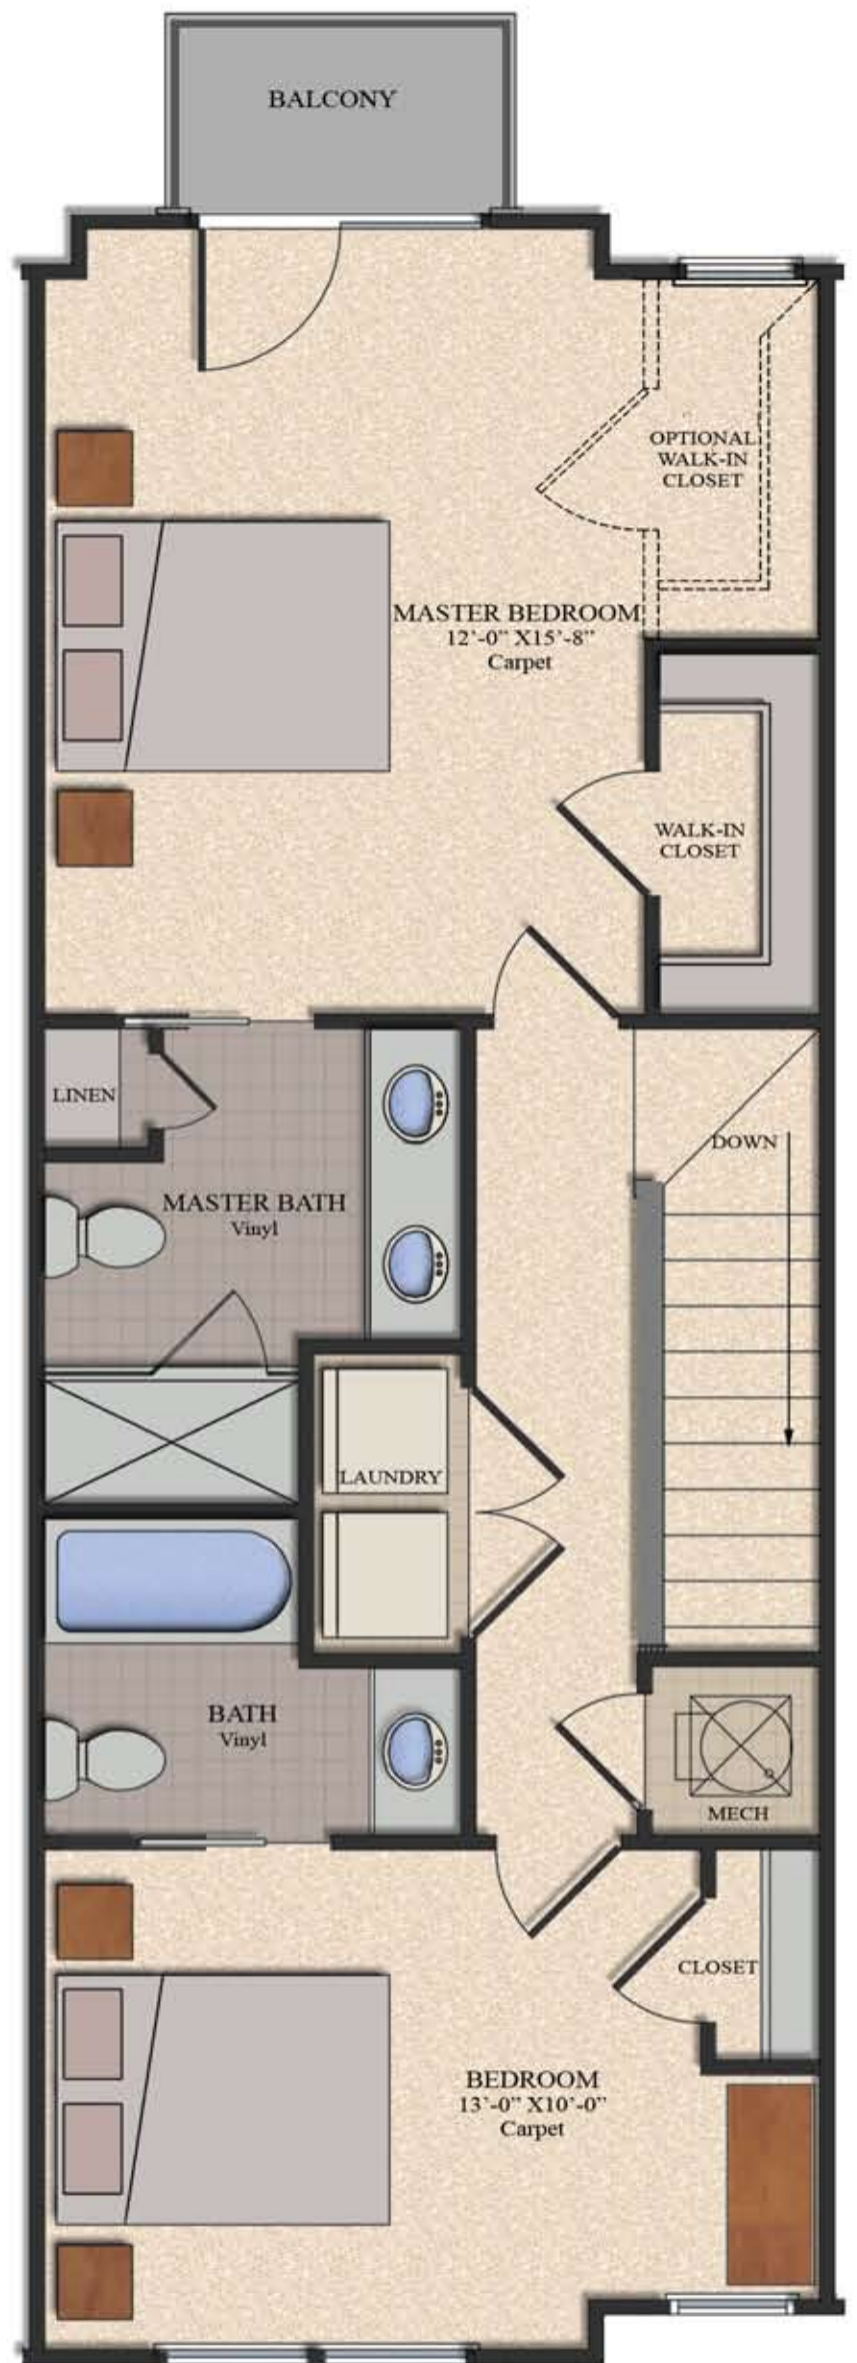 BALCONY
OPTIONAL
WALK-IN
CLOSET
MASTER BEDROOM
12'-0" X15'-8"
Carpet
WALK-IN
CLOSET
LINEN
DOWN
MASTER BATH
Vinyl
LAUNDRY
BATH
Vinyl
MECH
CLOSET
BEDROOM
13'-0" X10'-0"
Carpet